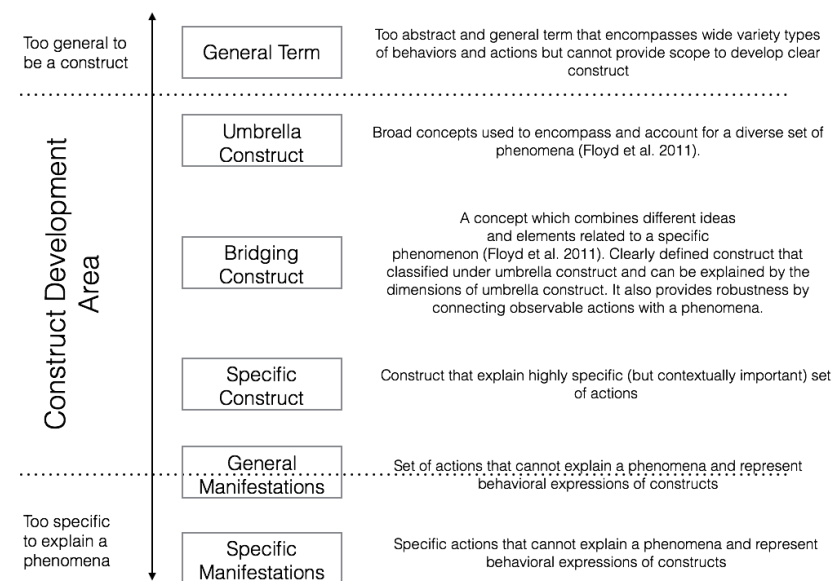 Too general to
be a construct
General Term
Too abstract and general term that encompasses wide variety types
of behaviors and actions but cannot provide scope to develop clear
construct
Construct Development
Area
Umbrella
Construct
Broad concepts used to encompass and account for a diverse set of
phenomena (Floyd et al. 2011).
Bridging
Construct
A concept which combines different ideas
and elements related to a specific
phenomenon (Floyd et al. 2011). Clearly defined construct that
classified under umbrella construct and can be explained by the
dimensions of umbrella construct. It also provides robustness by
connecting observable actions with a phenomena.
Specific
Construct
Construct that explain highly specific (but contextually important) set
of actions
General
Manifestations
Set of actions that cannot explain a phenomena and represent
behavioral expressions of constructs
Too specific
to explain a
phenomena
Specific
Manifestations
Specific actions that cannot explain a phenomena and represent
behavioral expressions of constructs